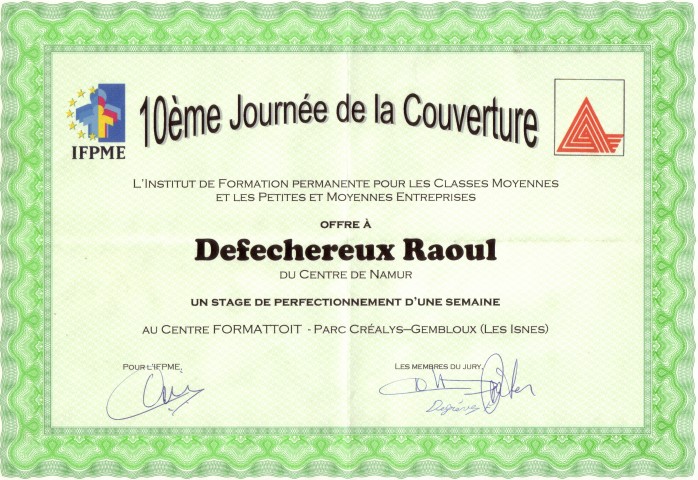 10ème Journée de la Couverture
IFPME
L'Institut de Formation permanente pour les Classes Moyennes
et les Petites et Moyennes Entreprises
offre à
Defechereux Raoul
du Centre de Namur
un stage de perfectionnement d'une semaine
au Centre FORMATTOIT - Parc Créalys–Gembloux (Les Isnes)
Pour l'IFPME,
Les membres du jury,